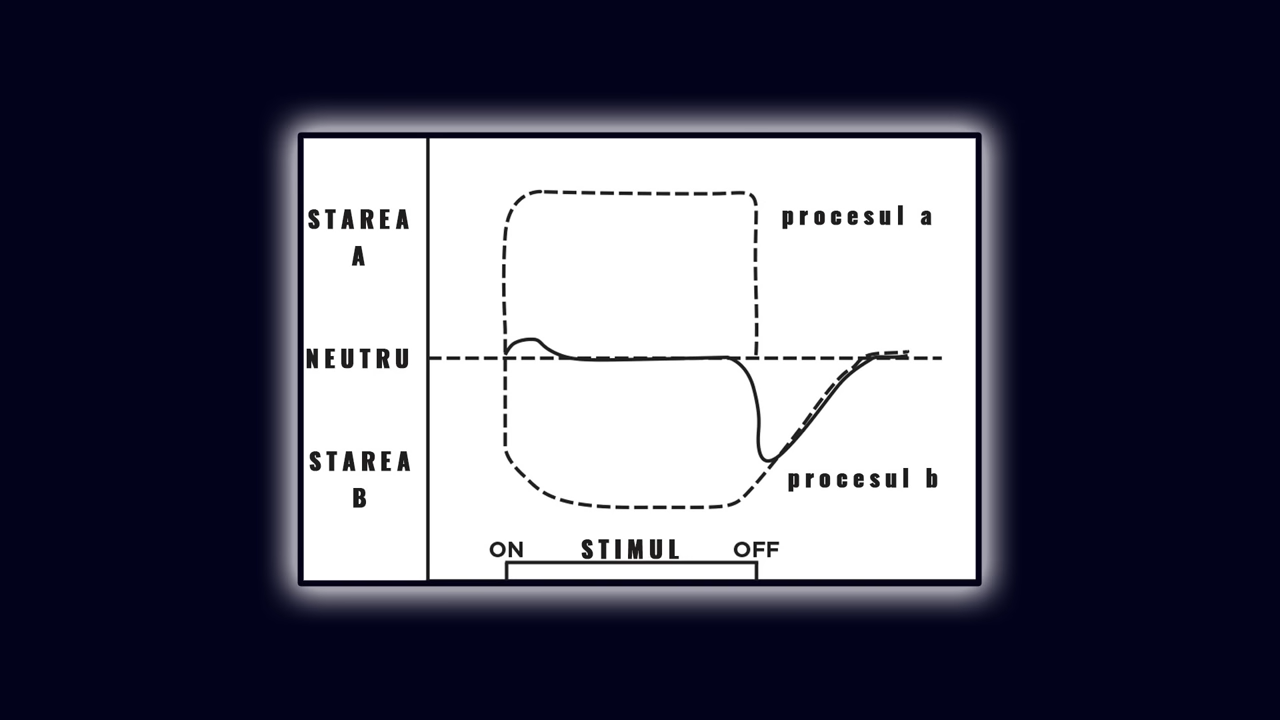 STAREA
A
procesul a
NEUTRU
STAREA
B
procesul b
ON STIMUL OFF